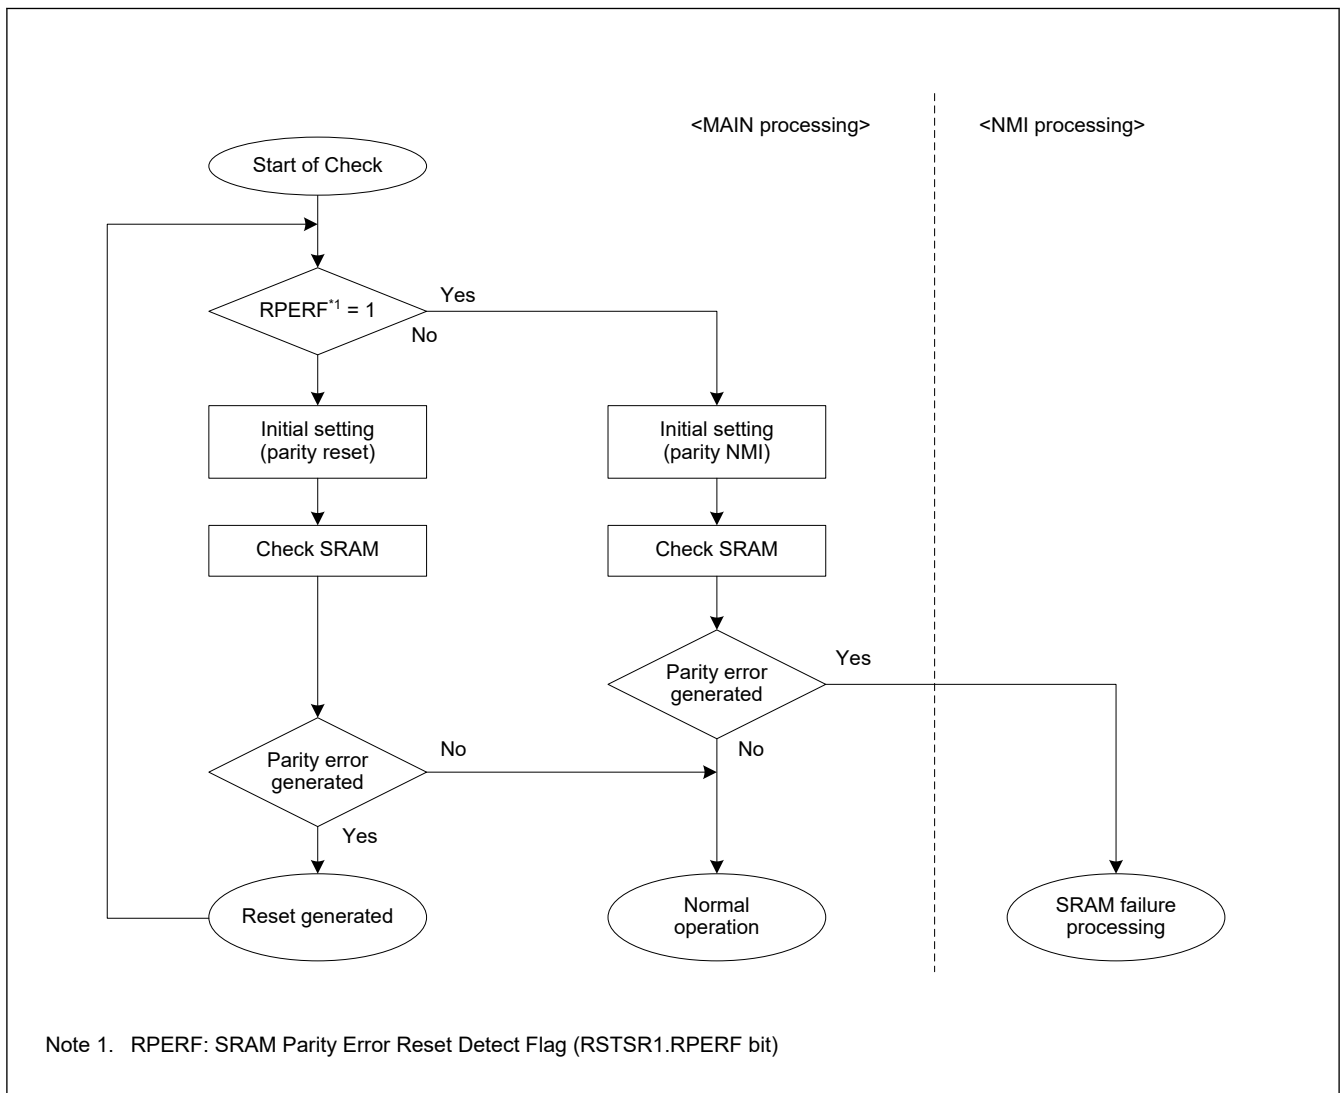 <MAIN processing>
<NMI processing>
Start of Check
RPERF*1 = 1
Yes
No
Initial setting
(parity reset)
Initial setting
(parity NMI)
Check SRAM
Check SRAM
Parity error
generated
Yes
No
Parity error
generated
No
Yes
Reset generated
Normal
operation
SRAM failure
processing
Note 1. RPERF: SRAM Parity Error Reset Detect Flag (RSTSR1.RPERF bit)